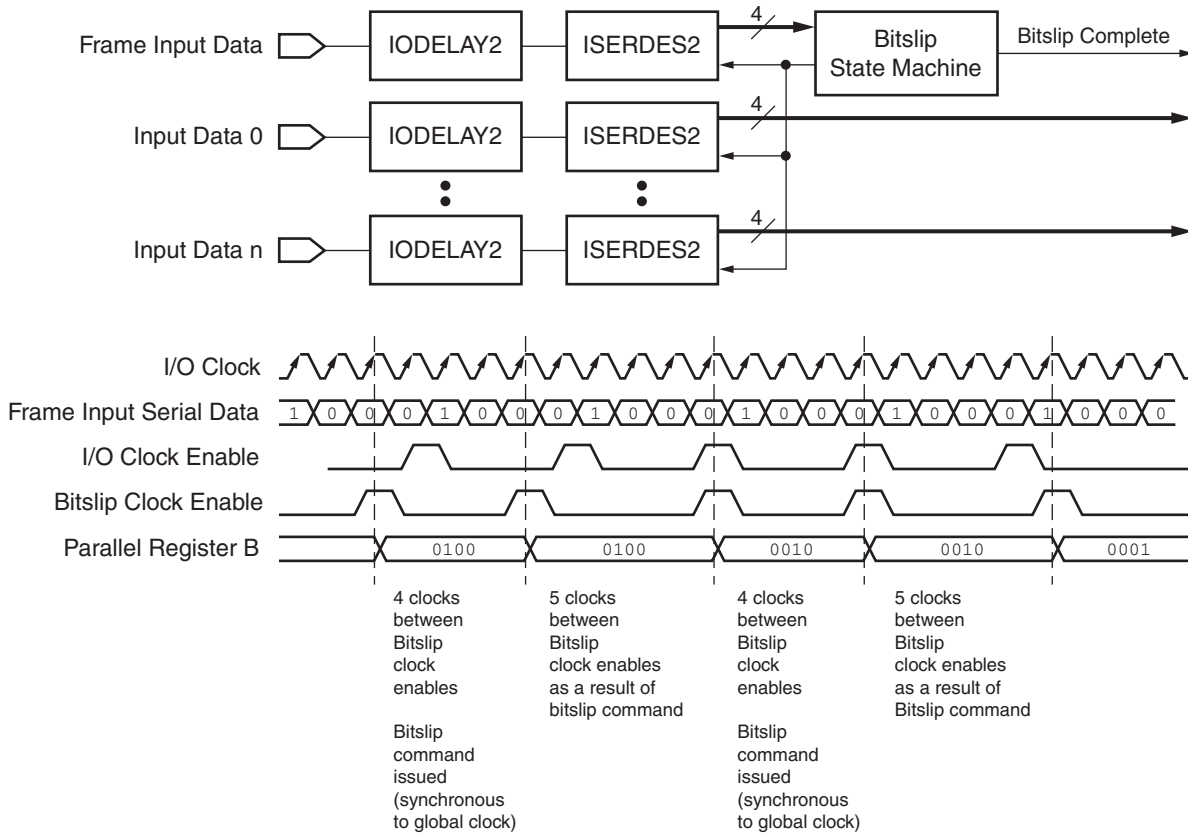 Frame Input Data
IODELAY2
ISERDES2
4
Bitslip
State Machine
Bitslip Complete
Input Data 0
IODELAY2
ISERDES2
4
Input Data n
IODELAY2
ISERDES2
4
I/O Clock
Frame Input Serial Data
1 0 0 0 1 0 0 0 1 0 0 0 1 0 0 0 1 0 0 0 1 0 0 0
I/O Clock Enable
Bitslip Clock Enable
Parallel Register B
0100
0100
0010
0010
0001
4 clocks
between
Bitslip
clock
enables
Bitslip
command
issued
(synchronous
to global clock)
5 clocks
between
Bitslip
clock enables
as a result of
bitslip command
4 clocks
between
Bitslip
clock
enables
Bitslip
command
issued
(synchronous
to global clock)
5 clocks
between
Bitslip
clock enables
as a result of
Bitslip command